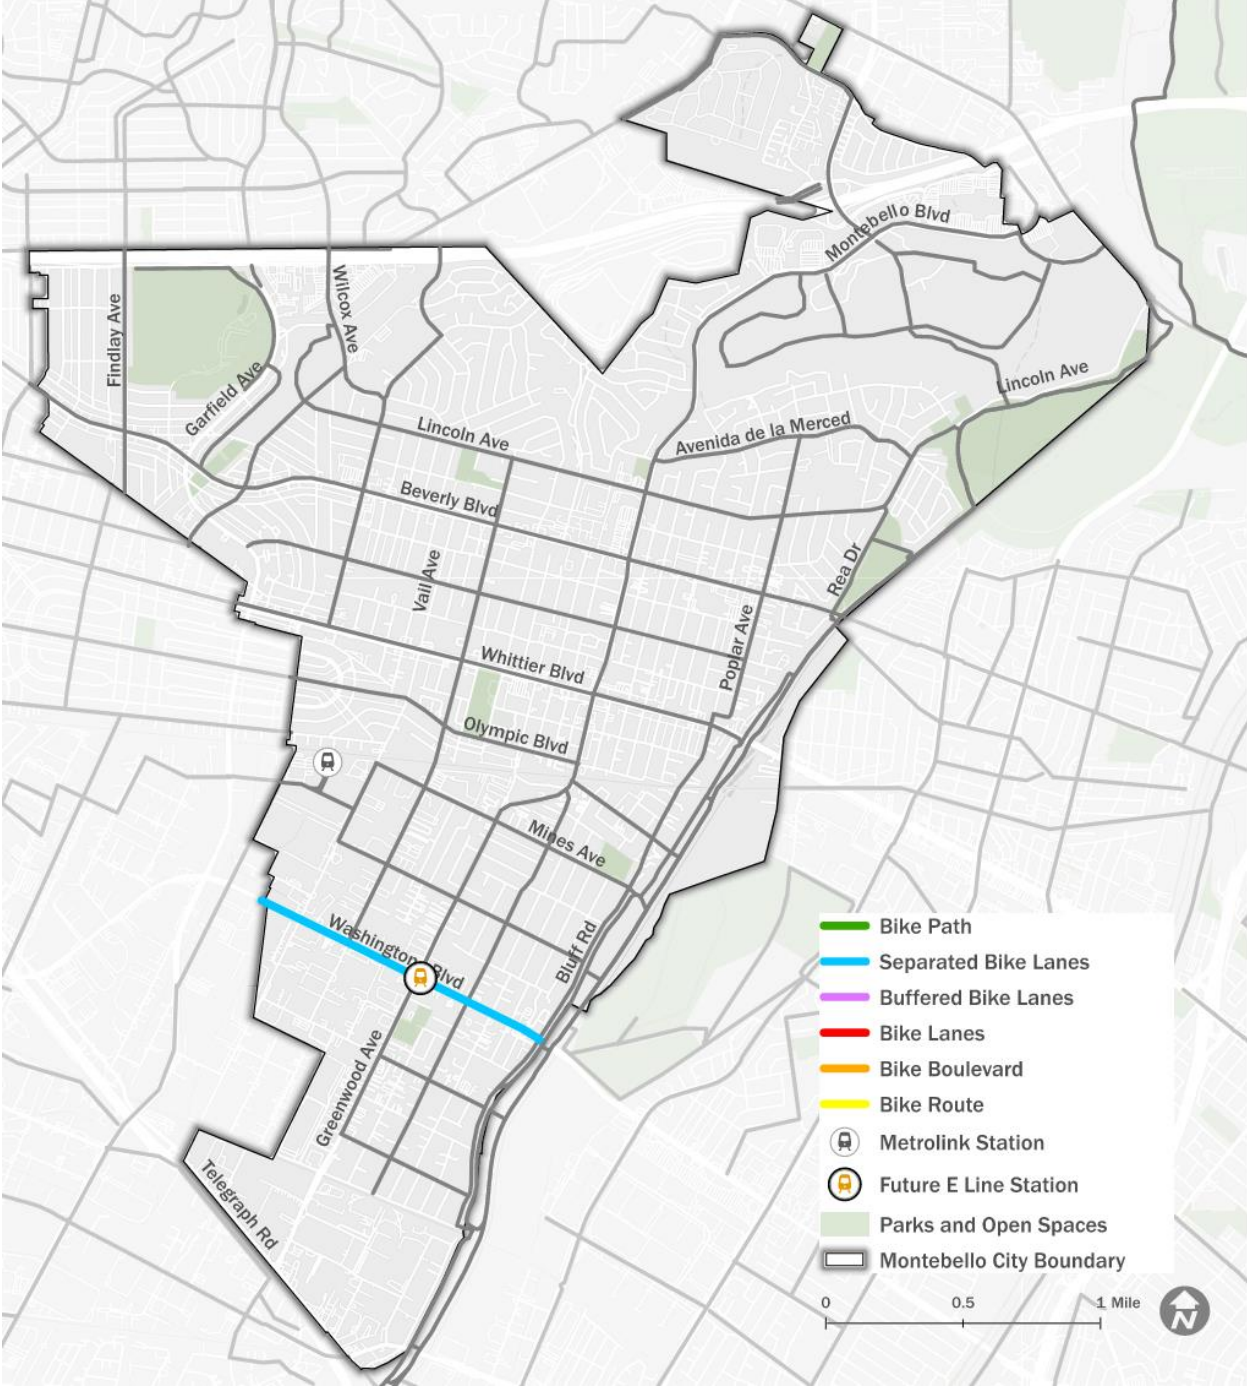 Montebello Blvd
Wilcox Ave
Findlay Ave
Garfield Ave
Lincoln Ave
Lincoln Ave
Avenida de la Merced
Beverly Blvd
Vail Ave
Rea Dr
Poplar Ave
Whittier Blvd
Olympic Blvd
Mines Ave
Washington Blvd
Bluff Rd
Greenwood Ave
Telegraph Rd
Bike Path
Separated Bike Lanes
Buffered Bike Lanes
Bike Lanes
Bike Boulevard
Bike Route
Metrolink Station
Future E Line Station
Parks and Open Spaces
Montebello City Boundary
0 0.5 1 Mile
N